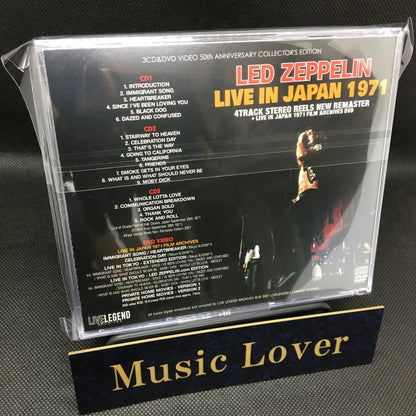 3CD&DVD VIDEO 50th ANNIVERSARY COLLECTOR'S EDITION
LED ZEPPELIN
LIVE IN JAPAN 1971
4TRACK STEREO REELS NEW REMASTER
+ LIVE IN JAPAN 1971 FILM ARCHIVES DVD
CD1
1. INTRODUCTION
2. IMMIGRANT SONG
3. HEARTBREAKER
4. SINCE I'VE BEEN LOVING YOU
5. BLACK DOG
6. DAZED AND CONFUSED
CD2
1. STAIRWAY TO HEAVEN
2. CELEBRATION DAY
3. THAT'S THE WAY
4. GOING TO CALIFORNIA
5. TANGERINE
6. FRIENDS
7. SMOKE GETS IN YOUR EYES
8. WHAT IS AND WHAT SHOULD NEVER BE
9. MOBY DICK
CD3
1. WHOLE LOTTA LOVE
2. COMMUNICATION BREAKDOWN
3. ORGAN SOLO
4. THANK YOU
5. ROCK AND ROLL
DVD VIDEO
LIVE IN JAPAN 1971 FILM ARCHIVES
IMMIGRANT SONG / HEARTBREAKER
CELEBRATION DAY
LIVE IN TOKYO - EXTENDED EDITION
LIVE IN TOKYO - LED ZEPPELIN.com EDITION
PRIVATE HOME MOVIES - VERSION 1
PRIVATE HOME MOVIES - VERSION 2
LIVELEGEND
Music Lover